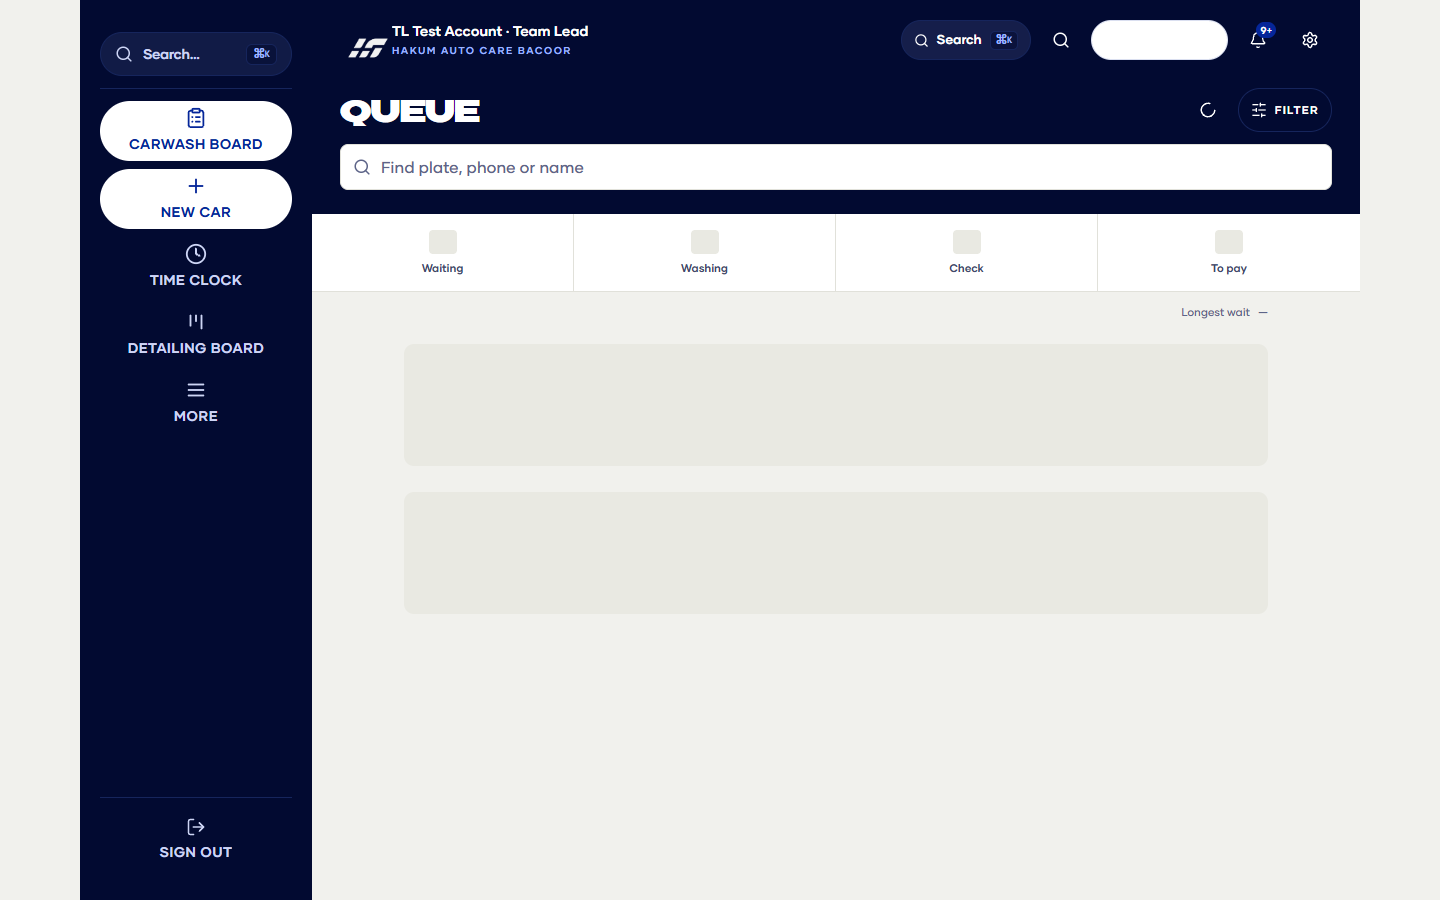 Search...
⌘K
CARWASH BOARD
NEW CAR
TIME CLOCK
DETAILING BOARD
MORE
SIGN OUT
TL Test Account · Team Lead
HAKUM AUTO CARE BACOOR
Search ⌘K
9+
QUEUE
FILTER
Find plate, phone or name
Waiting
Washing
Check
To pay
Longest wait —